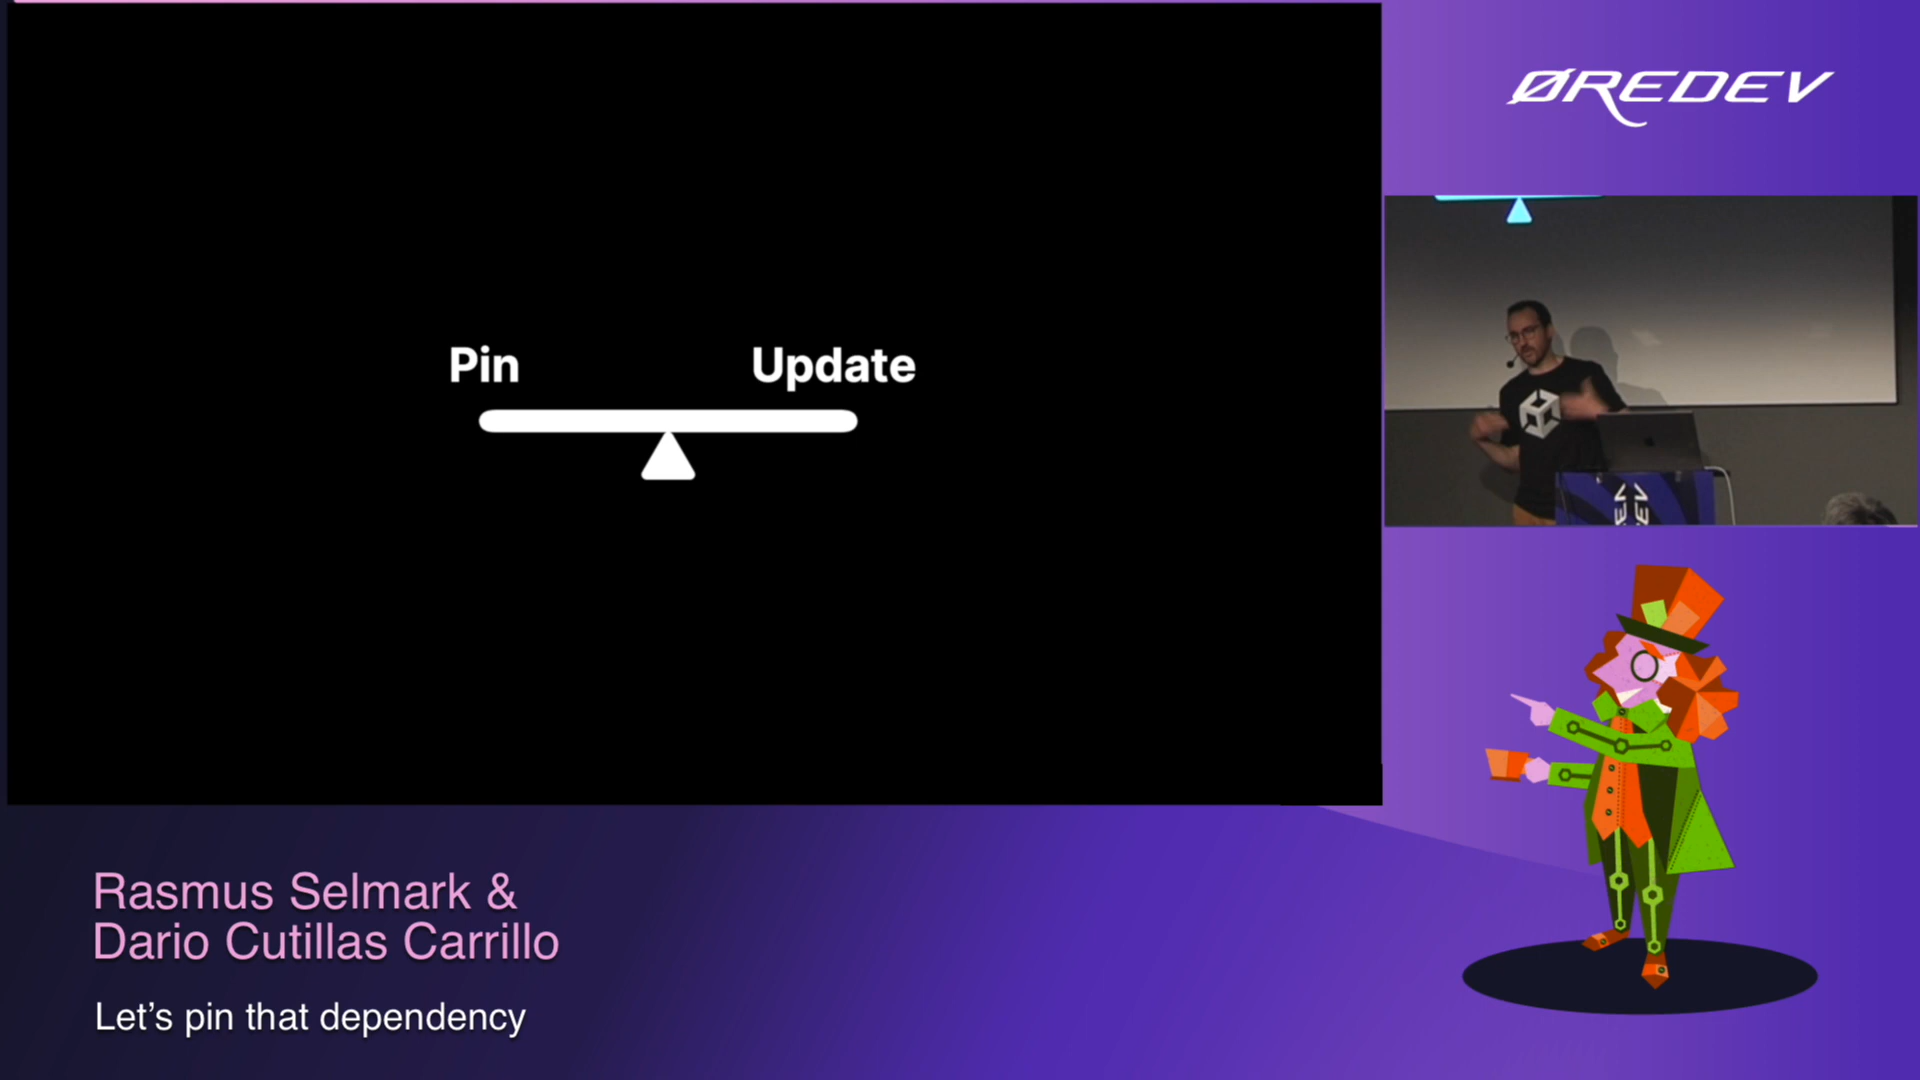 Pin
Update
ØREDEV
Rasmus Selmark &
Dario Cutillas Carrillo
Let's pin that dependency